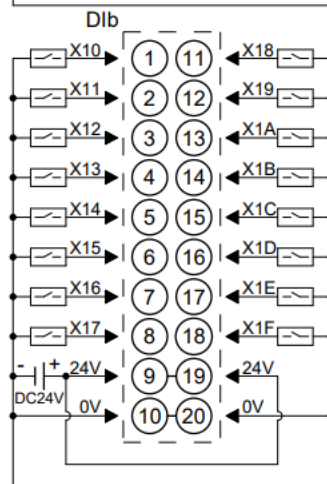 DIb
X10 1 11 X18
X11 2 12 X19
X12 3 13 X1A
X13 4 14 X1B
X14 5 15 X1C
X15 6 16 X1D
X16 7 17 X1E
X17 8 18 X1F
- + 24V 9 19 24V
DC24V 0V 10 20 0V